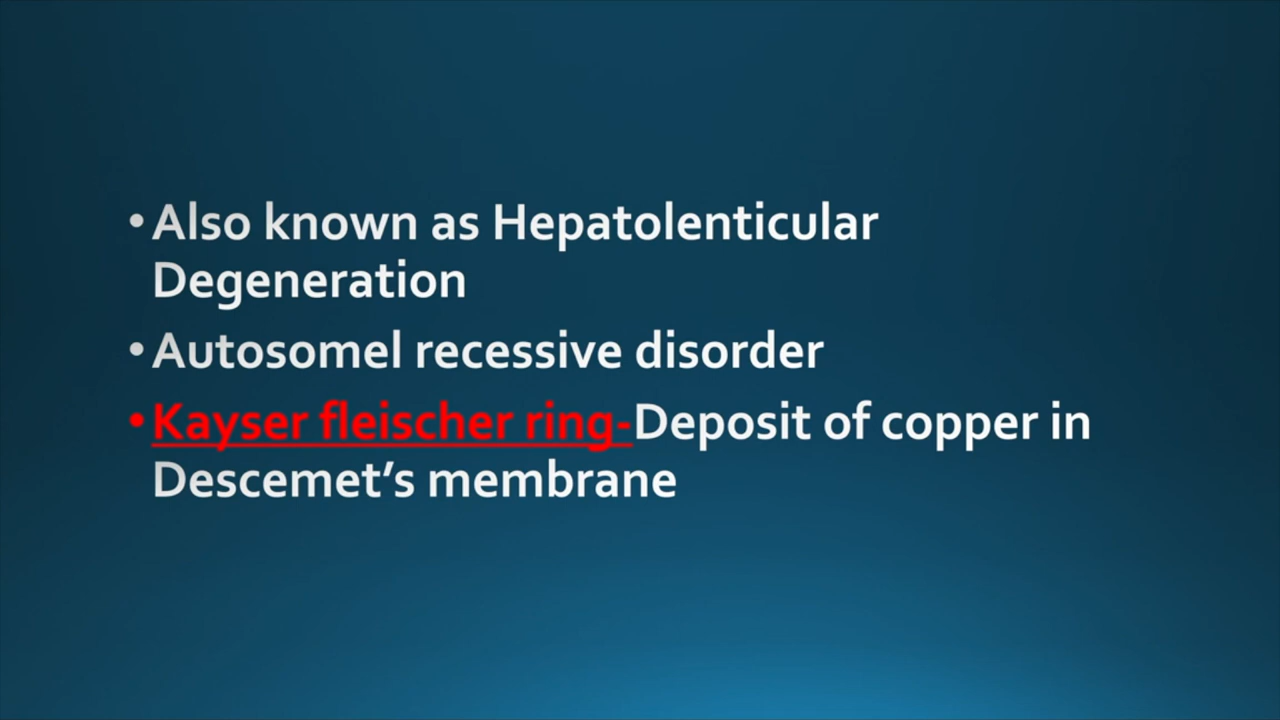 •Also known as Hepatolenticular
Degeneration
•Autosomel recessive disorder
•Kayser fleischer ring-Deposit of copper in
Descemet’s membrane